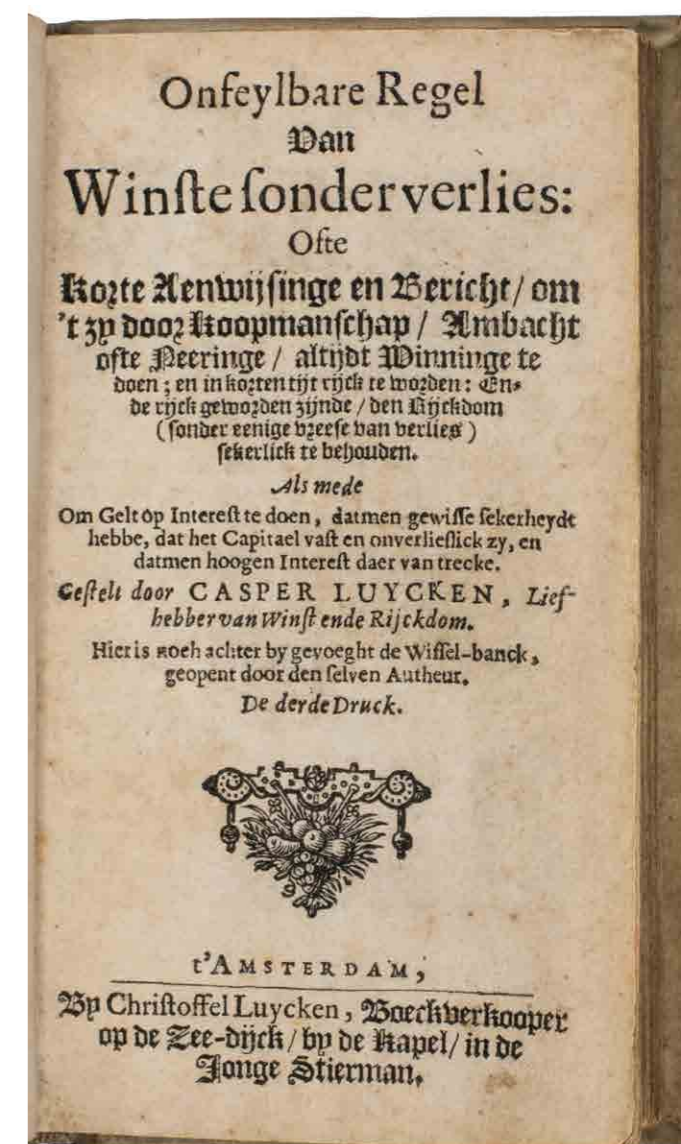 Onfeylbare Regel
Van
Winſte ſonder verlies:
Ofte
Korte Aenwijſinge en Bericht/ om
't zy door Koopmanſchap / Ambacht
ofte Neeringe / altijdt Winninge te
doen; en in korten tijt rijck te worden: En-
de rijck geworden zijnde / den Rijckdom
(ſonder eenige vreeſe van verlies)
ſekerlick te behouden.
Als mede
Om Gelt op Intereſt te doen, datmen gewiſſe ſekerheydt
hebbe, dat het Capitael vaſt en onverlieſlick zy, en
datmen hoogen Intereſt daer van trecke.
Geſtelt door CASPER LUYCKEN, Lief-
hebber van Winſt ende Rijckdom.
Hier is noch achter by gevoeght de Wiſſel-banck,
geopent door den ſelven Autheur.
De derde Druck.
t'AMSTERDAM,
By Chriſtoffel Luycken, Boeckverkooper
op de Zee-dijck/ by de Kapel/ in de
Jonge Stierman.